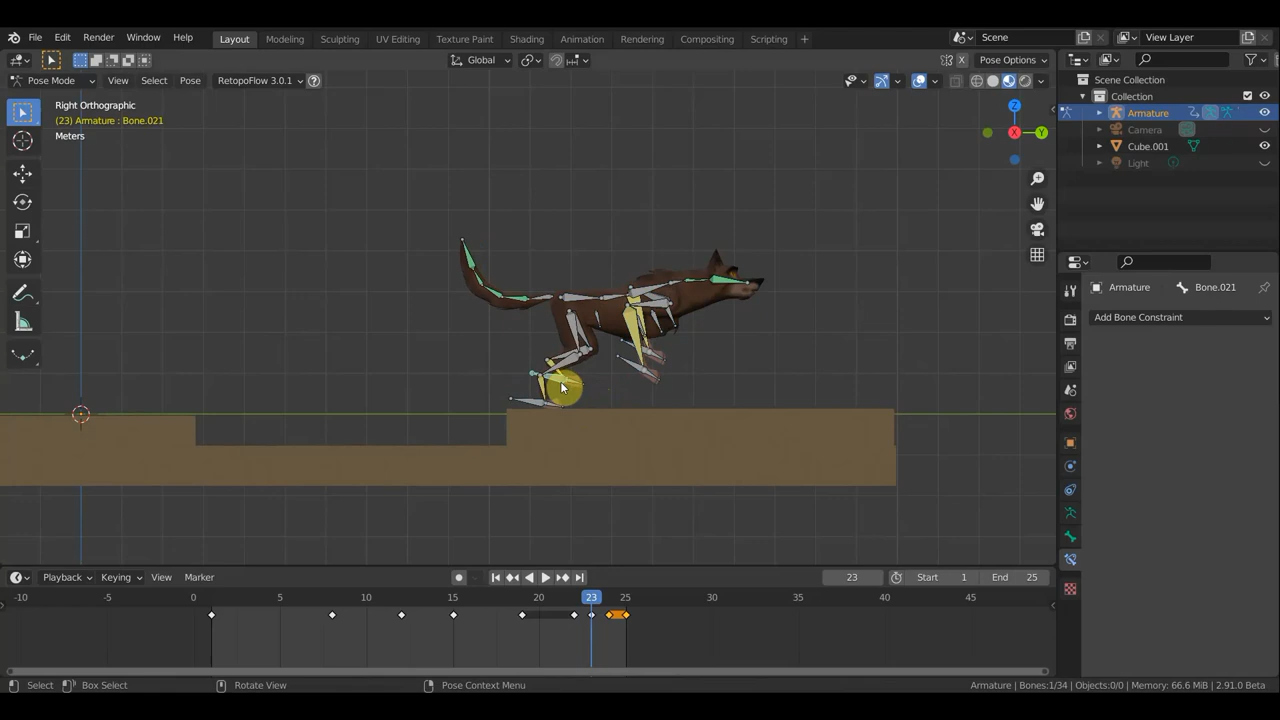 File Edit Render Window Help Layout Modeling Sculpting UV Editing Texture Paint Shading Animation Rendering Compositing Scripting + Scene View Layer
Global Pose Options
Pose Mode View Select Pose RetopoFlow 3.0.1
Right Orthographic
(23) Armature : Bone.021
Meters
Z
X
Y
Scene Collection
Collection
Armature
Camera
Cube.001
Light
Armature Bone.021
Add Bone Constraint
Playback Keying View Marker 23 Start 1 End 25
-10 -5 0 5 10 15 20 23 25 30 35 40 45
Select Box Select Rotate View Pose Context Menu Armature | Bones:1/34 | Objects:0/0 | Memory: 66.6 MiB | 2.91.0 Beta